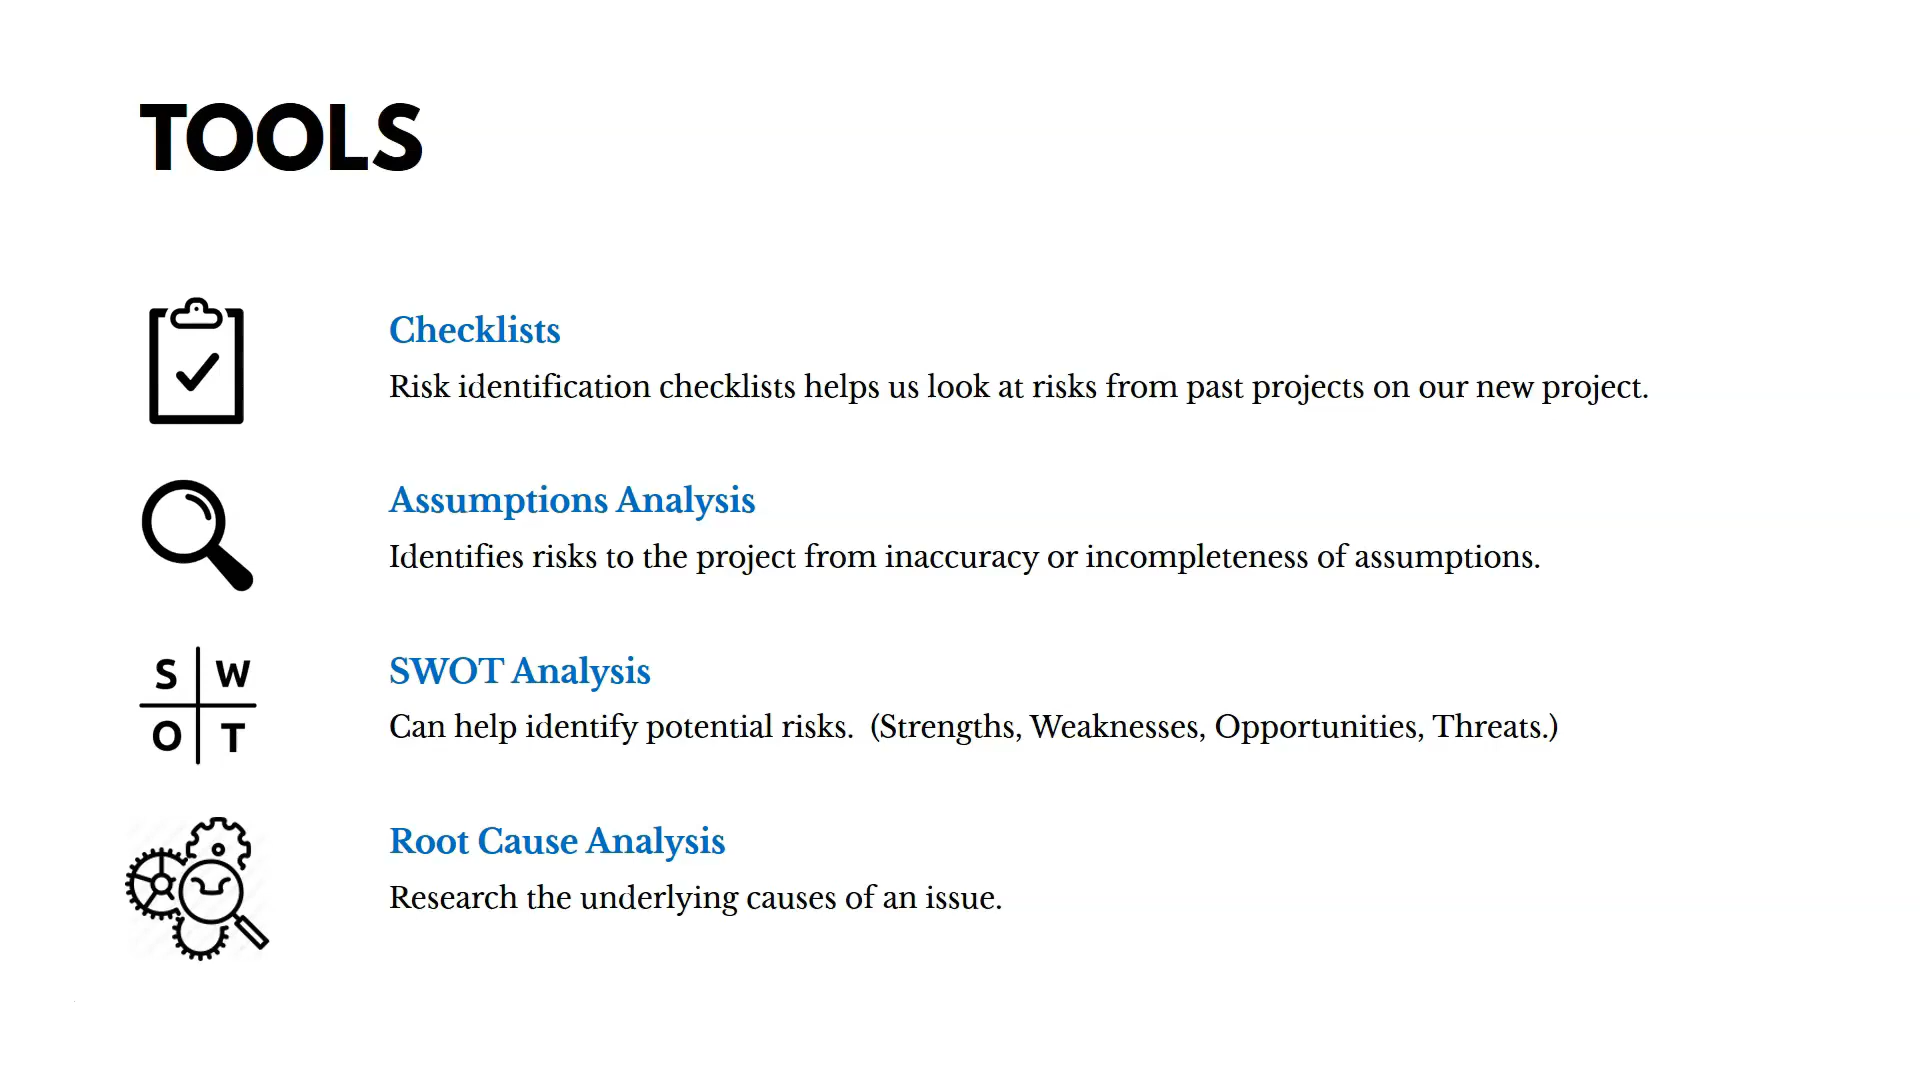 TOOLS
Checklists
Risk identification checklists helps us look at risks from past projects on our new project.
Assumptions Analysis
Identifies risks to the project from inaccuracy or incompleteness of assumptions.
S W
O T
SWOT Analysis
Can help identify potential risks.  (Strengths, Weaknesses, Opportunities, Threats.)
Root Cause Analysis
Research the underlying causes of an issue.